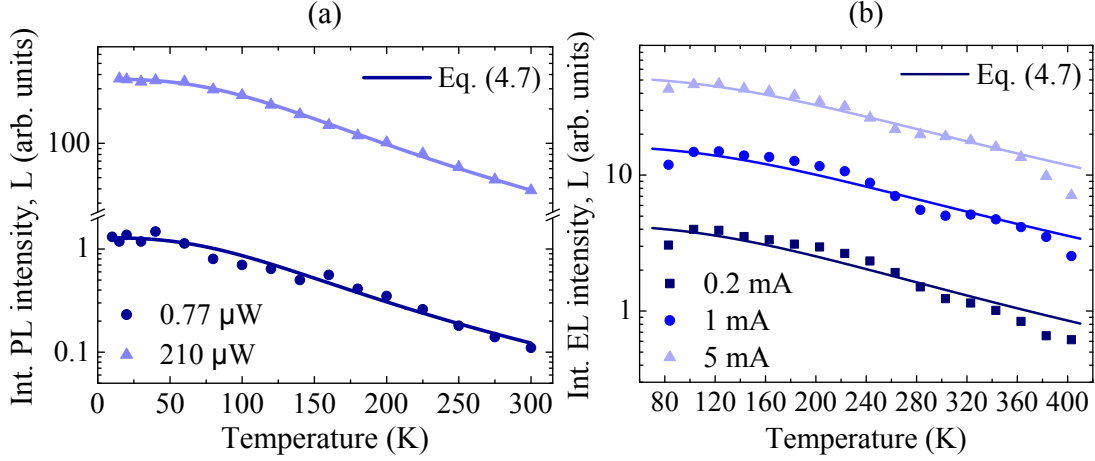 (a)
Int. PL intensity, L (arb. units)
100
1
0.1
Eq. (4.7)
0.77 μW
210 μW
0 50 100 150 200 250 300
Temperature (K)
(b)
Int. EL intensity, L (arb. units)
10
1
Eq. (4.7)
0.2 mA
1 mA
5 mA
80 120 160 200 240 280 320 360 400
Temperature (K)